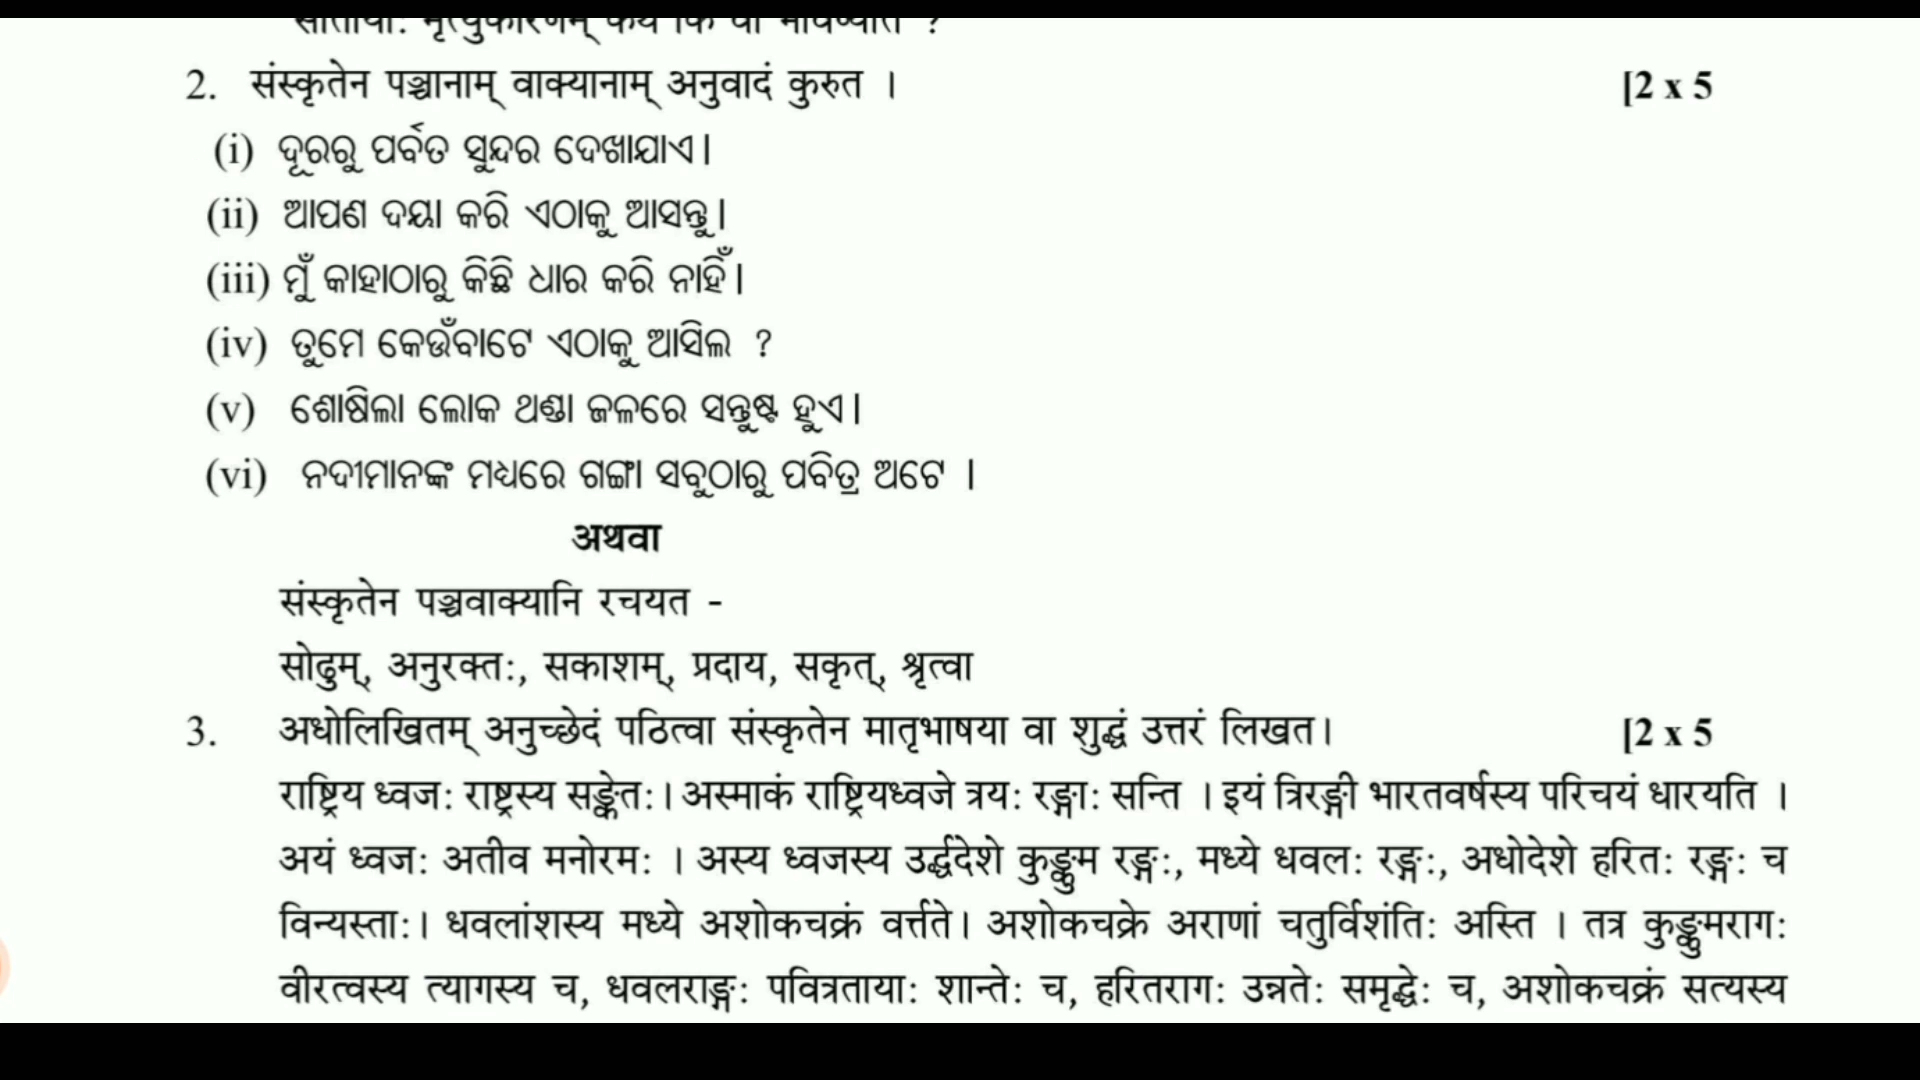 2. संस्कृतेन पञ्चानाम् वाक्यानाम् अनुवादं कुरुत । [2 x 5
(i) ଦୂରରୁ ପର୍ବତ ସୁନ୍ଦର ଦେଖାଯାଏ।
(ii) ଆପଣ ଦୟା କରି ଏଠାକୁ ଆସନ୍ତୁ।
(iii) ମୁଁ କାହାଠାରୁ କିଛି ଧାର କରି ନାହିଁ।
(iv) ତୁମେ କେଉଁବାଟେ ଏଠାକୁ ଆସିଲ ?
(v) ଶୋଷିଲା ଲୋକ ଥଣ୍ଡା ଜଳରେ ସନ୍ତୁଷ୍ଟ ହୁଏ।
(vi) ନଦୀମାନଙ୍କ ମଧ୍ୟରେ ଗଙ୍ଗା ସବୁଠାରୁ ପବିତ୍ର ଅଟେ ।
अथवा
संस्कृतेन पञ्चवाक्यानि रचयत -
सोढुम्, अनुरक्तः, सकाशम्, प्रदाय, सकृत्, श्रृत्वा
3. अधोलिखितम् अनुच्छेदं पठित्वा संस्कृतेन मातृभाषया वा शुद्धं उत्तरं लिखत। [2 x 5
राष्ट्रिय ध्वजः राष्ट्रस्य सङ्केतः। अस्माकं राष्ट्रियध्वजे त्रयः रङ्गाः सन्ति । इयं त्रिरङ्गी भारतवर्षस्य परिचयं धारयति ।
अयं ध्वजः अतीव मनोरमः । अस्य ध्वजस्य उर्द्धदेशे कुङ्कुम रङ्गः, मध्ये धवलः रङ्गः, अधोदेशे हरितः रङ्गः च
विन्यस्ताः। धवलांशस्य मध्ये अशोकचक्रं वर्त्तते। अशोकचक्रे अराणां चतुर्विशंतिः अस्ति । तत्र कुङ्कुमरागः
वीरत्वस्य त्यागस्य च, धवलराङ्गः पवित्रतायाः शान्तेः च, हरितरागः उन्नतेः समृद्धेः च, अशोकचक्रं सत्यस्य